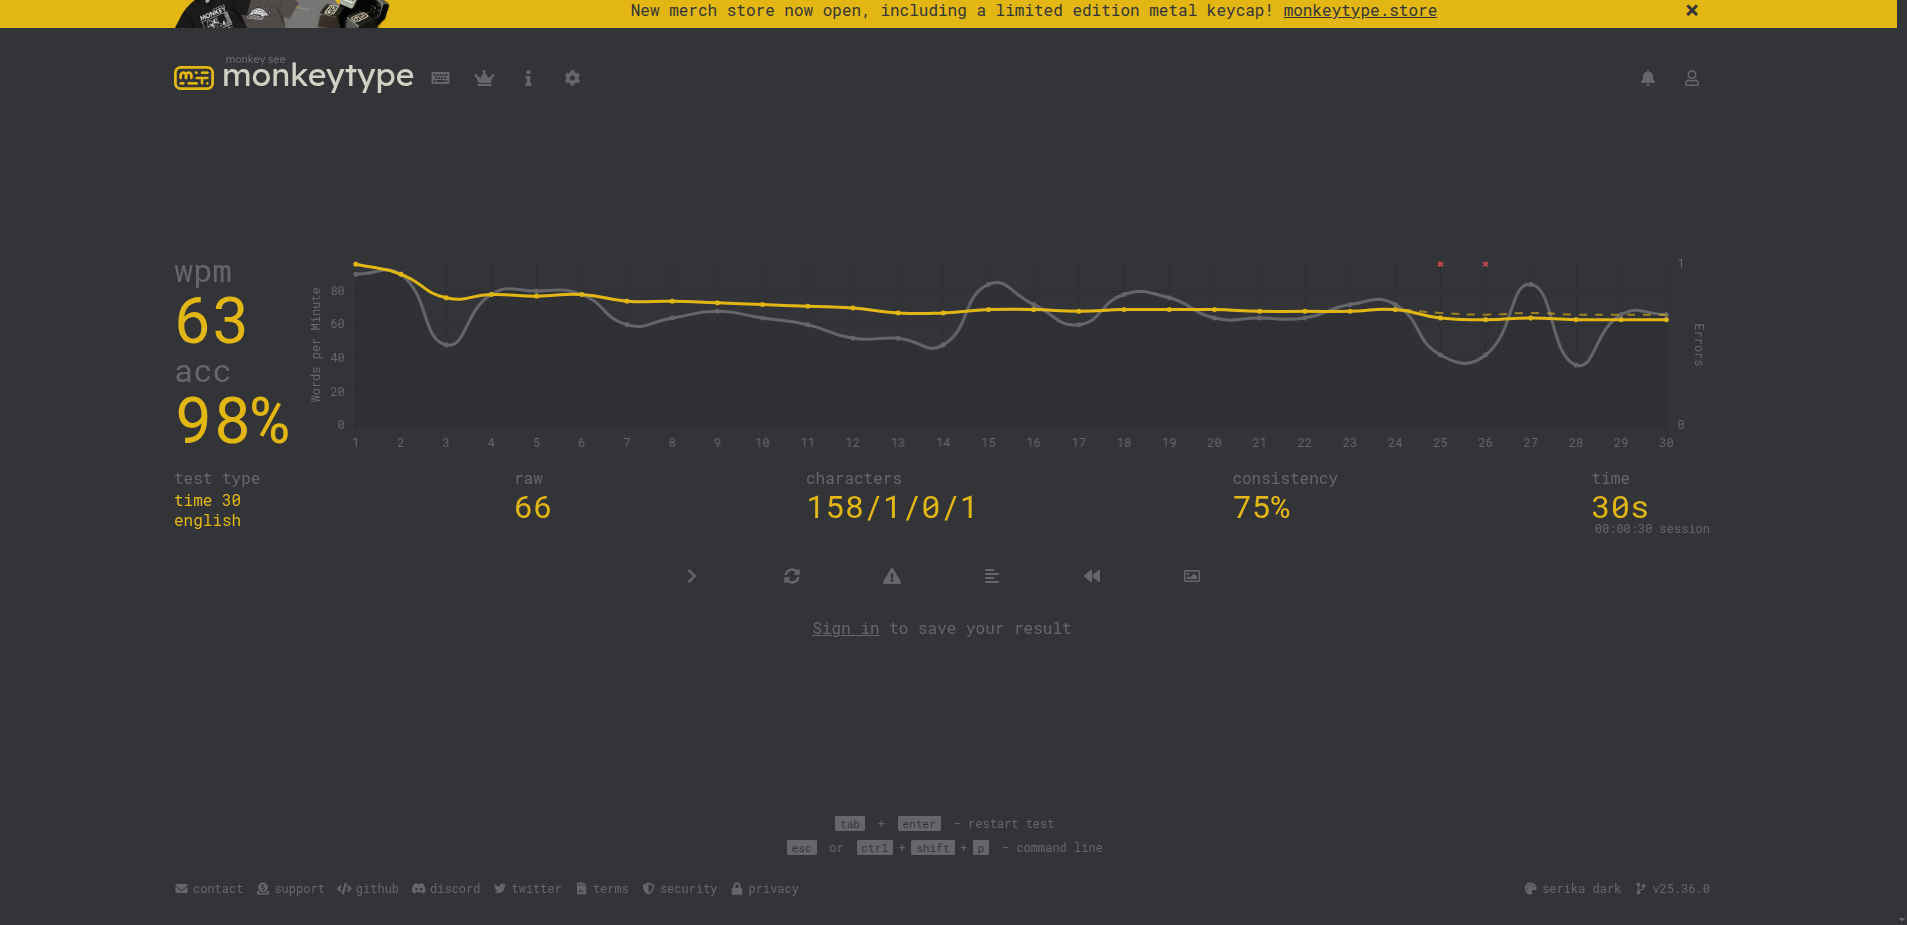 New merch store now open, including a limited edition metal keycap! monkeytype.store
monkey see
monkeytype
wpm
63
acc
98%
Words per Minute
80
60
40
20
0
1
0
Errors
1 2 3 4 5 6 7 8 9 10 11 12 13 14 15 16 17 18 19 20 21 22 23 24 25 26 27 28 29 30
test type
time 30
english
raw
66
characters
158/1/0/1
consistency
75%
time
30s
00:00:30 session
Sign in to save your result
tab + enter - restart test
esc or ctrl + shift + p - command line
contact support github discord twitter terms security privacy
serika dark v25.36.0